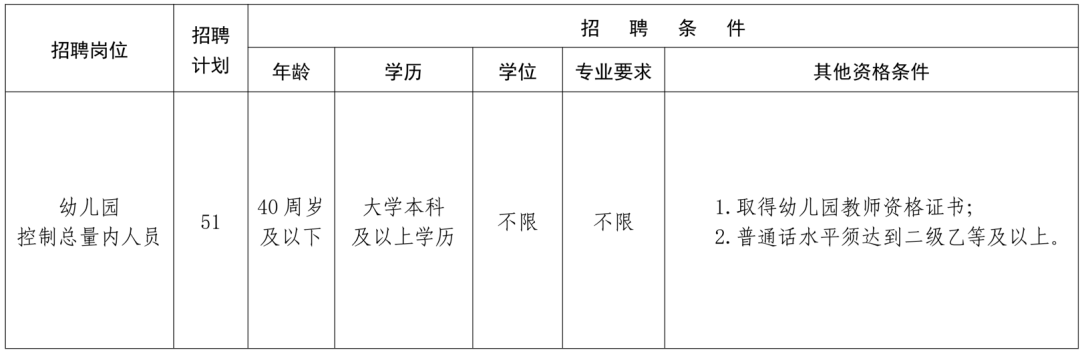 招聘岗位
招聘
计划
招聘条件
年龄
学历
学位
专业要求
其他资格条件
幼儿园
控制总量内人员
51
40周岁
及以下
大学本科
及以上学历
不限
不限
1.取得幼儿园教师资格证书;
2.普通话水平须达到二级乙等及以上。